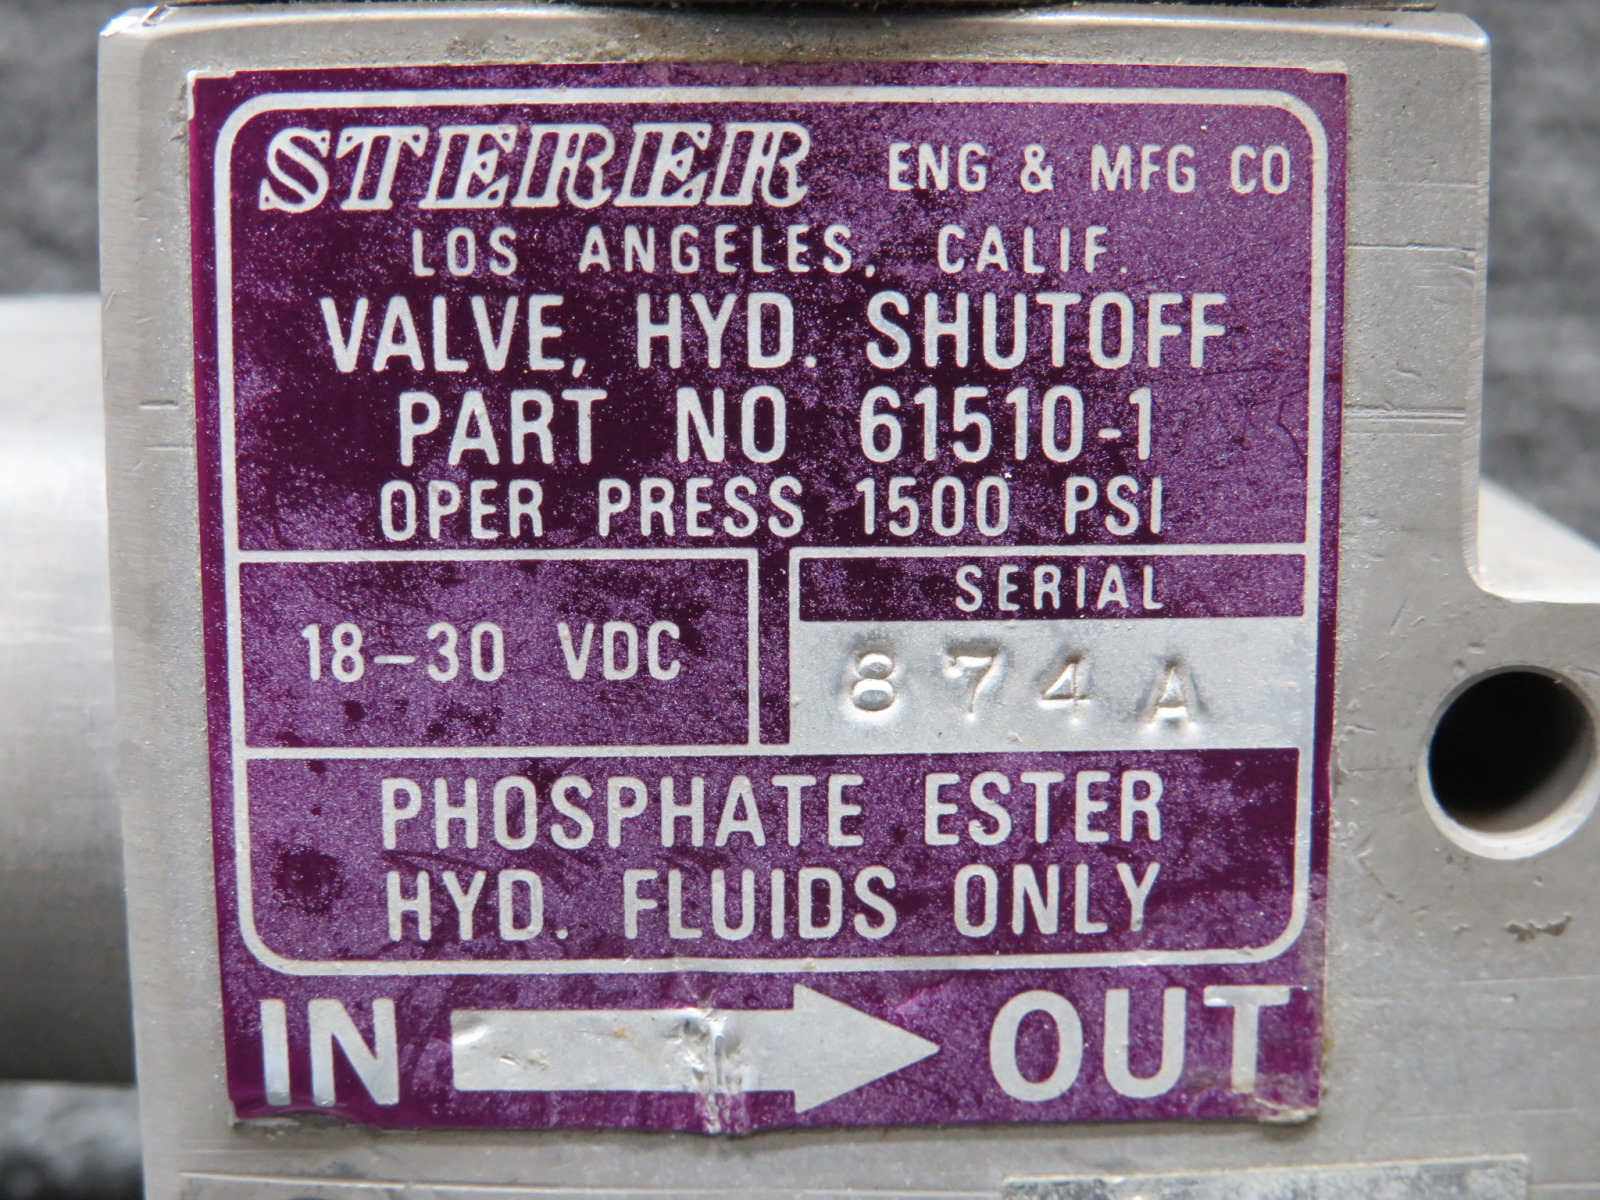 STERER ENG & MFG CO
LOS ANGELES, CALIF.
VALVE, HYD. SHUTOFF
PART NO 61510-1
OPER PRESS 1500 PSI
18-30 VDC
SERIAL
874A
PHOSPHATE ESTER
HYD. FLUIDS ONLY
IN OUT